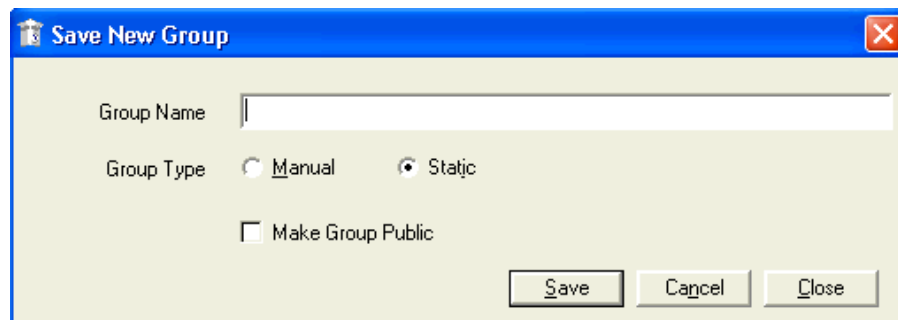 Save New Group
Group Name
Group Type Manual Static
Make Group Public
Save Cancel Close